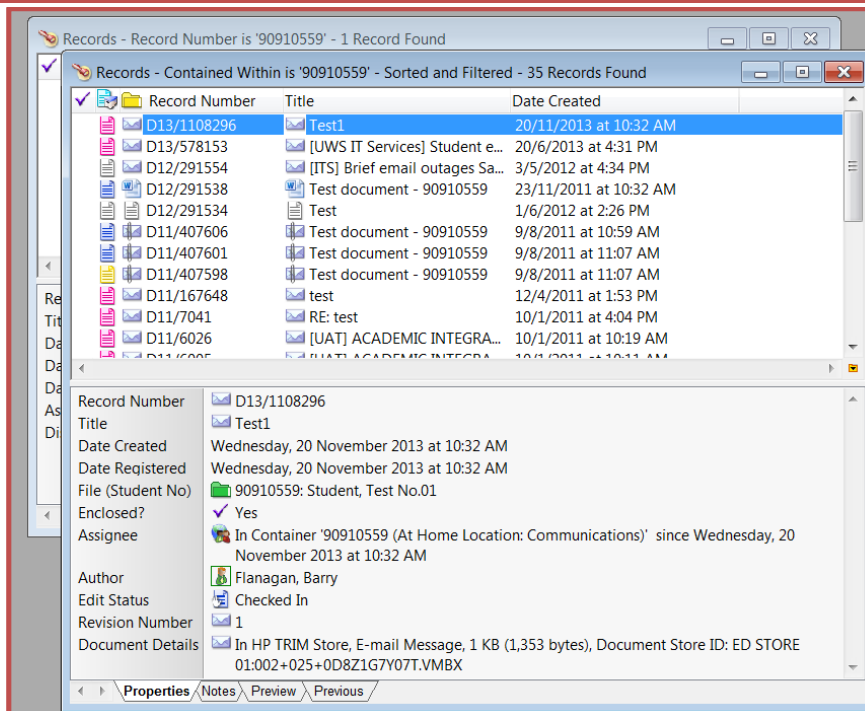 Records - Record Number is '90910559' - 1 Record Found
Records - Contained Within is '90910559' - Sorted and Filtered - 35 Records Found
Record Number Title Date Created
D13/1108296 Test1 20/11/2013 at 10:32 AM
D13/578153 [UWS IT Services] Student e... 20/6/2013 at 4:31 PM
D12/291554 [ITS] Brief email outages Sa... 3/5/2012 at 4:34 PM
D12/291538 Test document - 90910559 23/11/2011 at 10:32 AM
D12/291534 Test 1/6/2012 at 2:26 PM
D11/407606 Test document - 90910559 9/8/2011 at 10:59 AM
D11/407601 Test document - 90910559 9/8/2011 at 11:07 AM
D11/407598 Test document - 90910559 9/8/2011 at 11:07 AM
D11/167648 test 12/4/2011 at 1:53 PM
D11/7041 RE: test 10/1/2011 at 4:04 PM
D11/6026 [UAT] ACADEMIC INTEGRA... 10/1/2011 at 10:19 AM
Re
Tit
Da
Da
Da
As
Di
Record Number D13/1108296
Title Test1
Date Created Wednesday, 20 November 2013 at 10:32 AM
Date Registered Wednesday, 20 November 2013 at 10:32 AM
File (Student No) 90910559: Student, Test No.01
Enclosed? Yes
Assignee In Container '90910559 (At Home Location: Communications)' since Wednesday, 20
November 2013 at 10:32 AM
Author Flanagan, Barry
Edit Status Checked In
Revision Number 1
Document Details In HP TRIM Store, E-mail Message, 1 KB (1,353 bytes), Document Store ID: ED STORE
01:002+025+0D8Z1G7Y07T.VMBX
Properties Notes Preview Previous